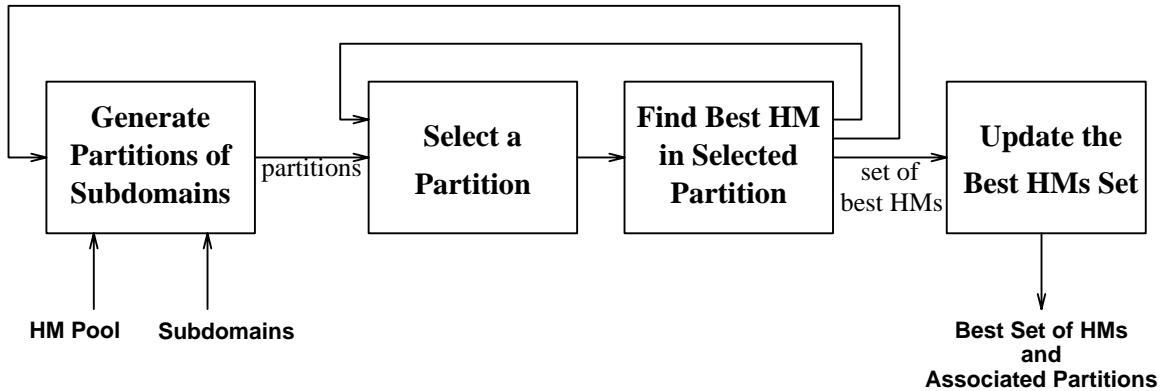 Generate
Partitions of
Subdomains
partitions
Select a
Partition
Find Best HM
in Selected
Partition
set of
best HMs
Update the
Best HMs Set
HM Pool
Subdomains
Best Set of HMs
and
Associated Partitions